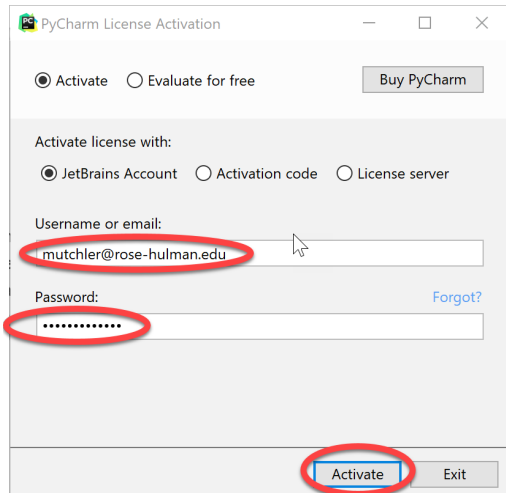 PyCharm License Activation
Activate Evaluate for free Buy PyCharm
Activate license with:
JetBrains Account Activation code License server
Username or email:
mutchler@rose-hulman.edu
Password: Forgot?
•••••••••••••
Activate Exit